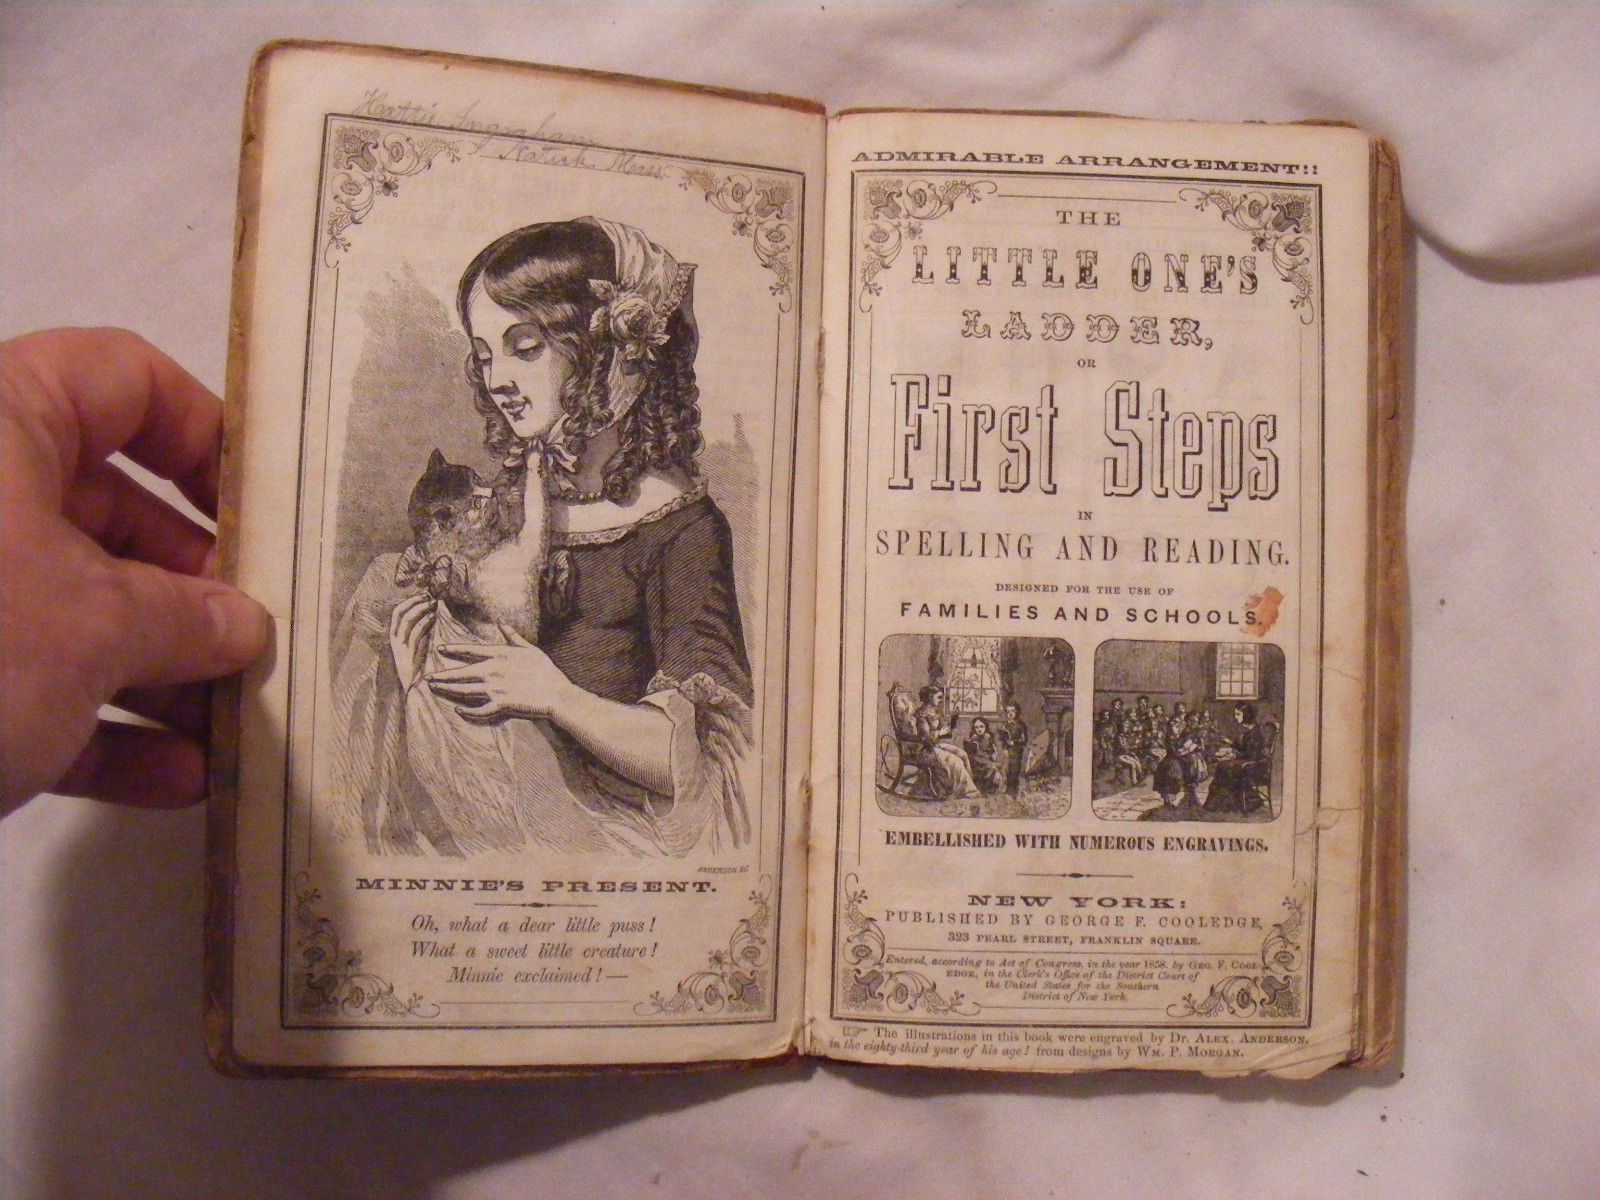 Hattie Ingraham
Natick Mass
ANDERSON SC
MINNIE'S PRESENT.
Oh, what a dear little puss!
What a sweet little creature!
Minnie exclaimed!—
ADMIRABLE ARRANGEMENT!!
THE
LITTLE ONE'S
LADDER,
OR
First Steps
IN
SPELLING AND READING.
DESIGNED FOR THE USE OF
FAMILIES AND SCHOOLS.
EMBELLISHED WITH NUMEROUS ENGRAVINGS.
NEW YORK:
PUBLISHED BY GEORGE F. COOLEDGE,
323 PEARL STREET, FRANKLIN SQUARE.
Entered, according to Act of Congress, in the year 1858, by GEO. F. COOL-
EDGE, in the Clerk's Office of the District Court of
the United States for the Southern
District of New York.
☞ The illustrations in this book were engraved by Dr. ALEX. ANDERSON,
in the eighty-third year of his age! from designs by WM. P. MORGAN.